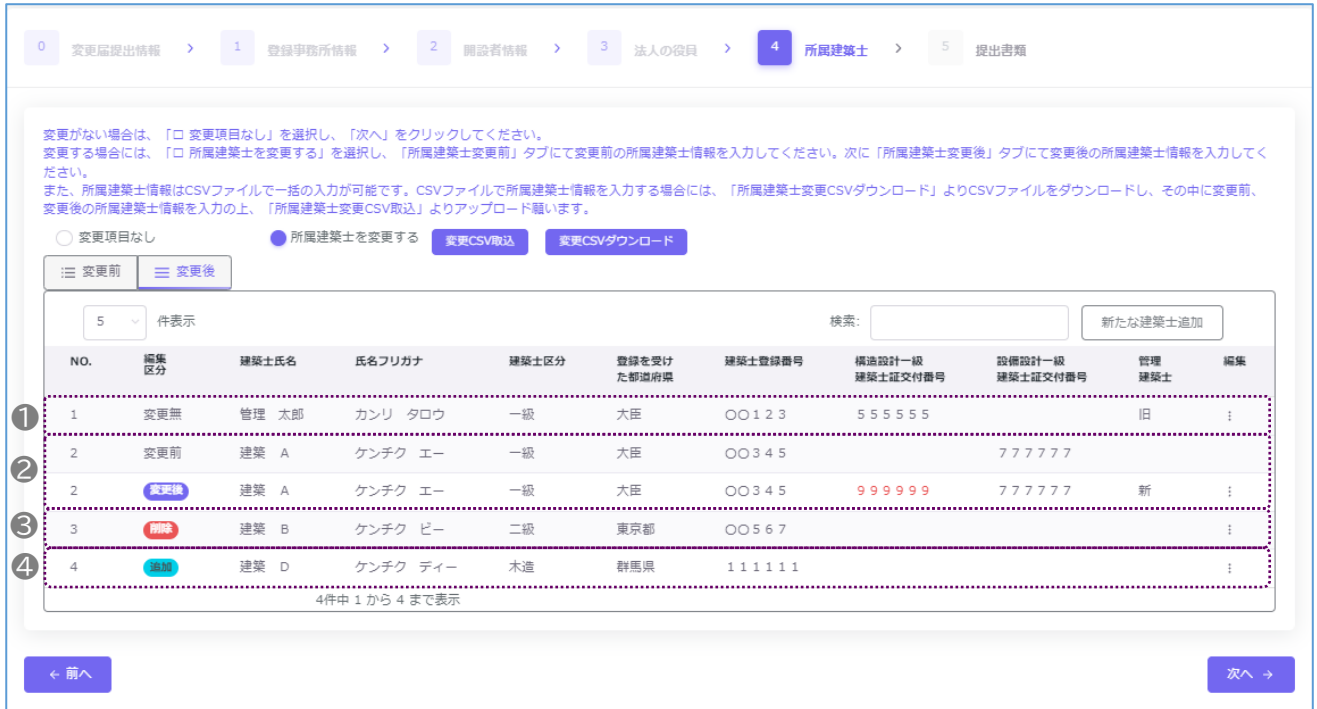 0 変更届提出情報 > 1 登録事務所情報 > 2 開設者情報 > 3 法人の役員 > 4 所属建築士 > 5 提出書類
変更がない場合は、「□ 変更項目なし」を選択し、「次へ」をクリックしてください。
変更する場合には、「□ 所属建築士を変更する」を選択し、「所属建築士変更前」タブにて変更前の所属建築士情報を入力してください。次に「所属建築士変更後」タブにて変更後の所属建築士情報を入力してく
ださい。
また、所属建築士情報はCSVファイルで一括の入力が可能です。CSVファイルで所属建築士情報を入力する場合には、「所属建築士変更CSVダウンロード」よりCSVファイルをダウンロードし、その中に変更前、
変更後の所属建築士情報を入力の上、「所属建築士変更CSV取込」よりアップロード願います。
変更項目なし 所属建築士を変更する 変更CSV取込 変更CSVダウンロード
変更前 変更後
5 件表示 検索: 新たな建築士追加
NO. 編集 建築士氏名 氏名フリガナ 建築士区分 登録を受け 建築士登録番号 構造設計一級 設備設計一級 管理 編集
区分 た都道府県 建築士証交付番号 建築士証交付番号 建築士
❶ 1 変更無 管理 太郎 カンリ タロウ 一級 大臣 〇〇123 555555 旧 ⋮
❷ 2 変更前 建築 A ケンチク エー 一級 大臣 〇〇345 777777
2 変更後 建築 A ケンチク エー 一級 大臣 〇〇345 999999 777777 新 ⋮
❸ 3 削除 建築 B ケンチク ビー 二級 東京都 〇〇567 ⋮
❹ 4 追加 建築 D ケンチク ディー 木造 群馬県 111111 ⋮
4件中 1 から 4 まで表示
← 前へ 次へ →